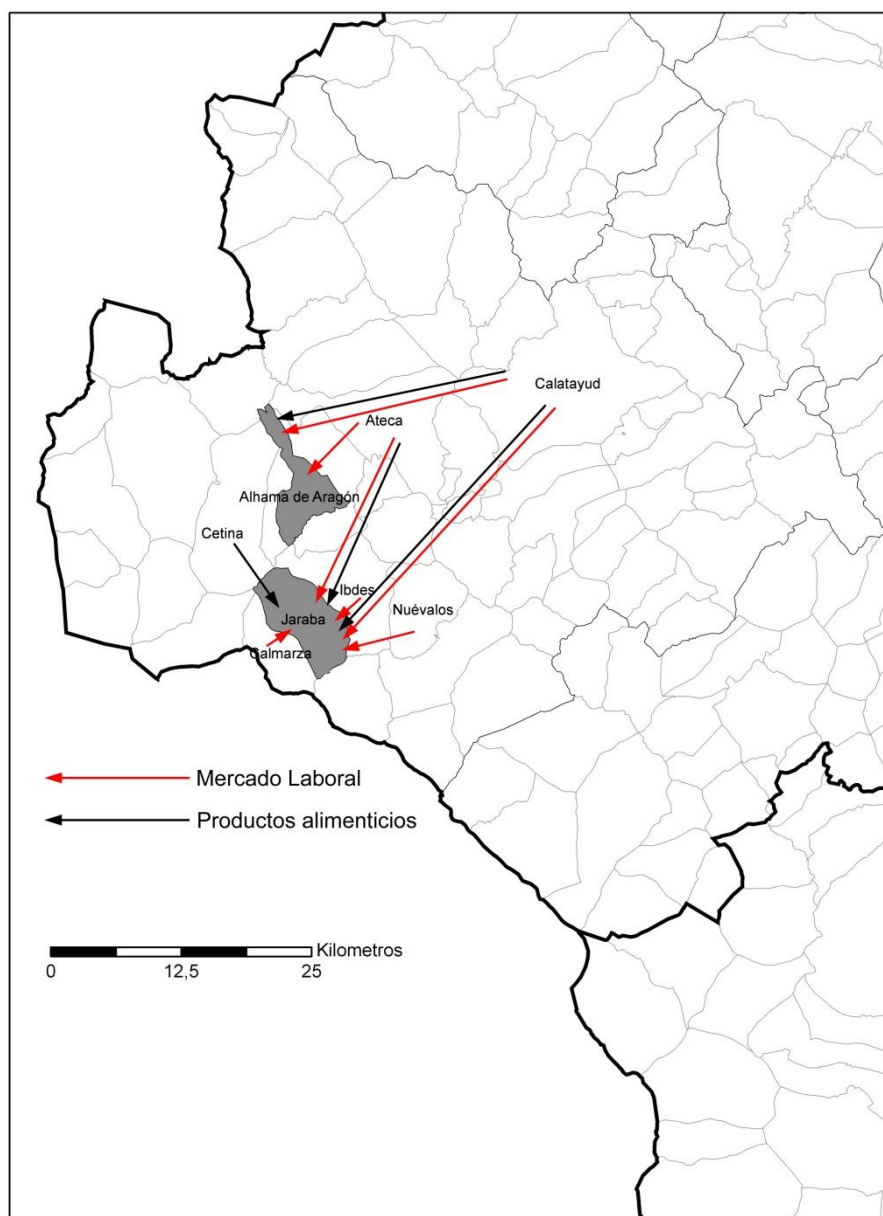 Calatayud
Ateca
Alhama de Aragón
Cetina
Ibdes
Nuévalos
Jaraba
Calmarza
Mercado Laboral
Productos alimenticios
Kilometros
0 12,5 25